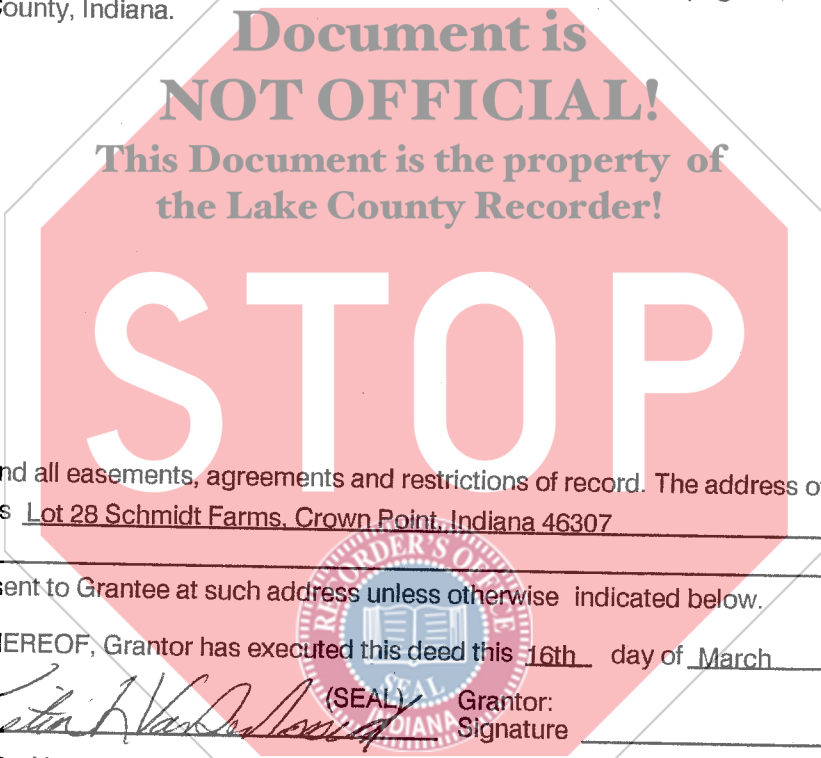 County, Indiana.
Document is
NOT OFFICIAL!
This Document is the property of
the Lake County Recorder!
STOP
nd all easements, agreements and restrictions of record. The address o
s Lot 28 Schmidt Farms, Crown Point, Indiana 46307
sent to Grantee at such address unless otherwise indicated below.
HEREOF, Grantor has executed this deed this 16th day of March
(SEAL) Grantor:
Signature
RECORDER'S OFFICE
SEAL
INDIANA